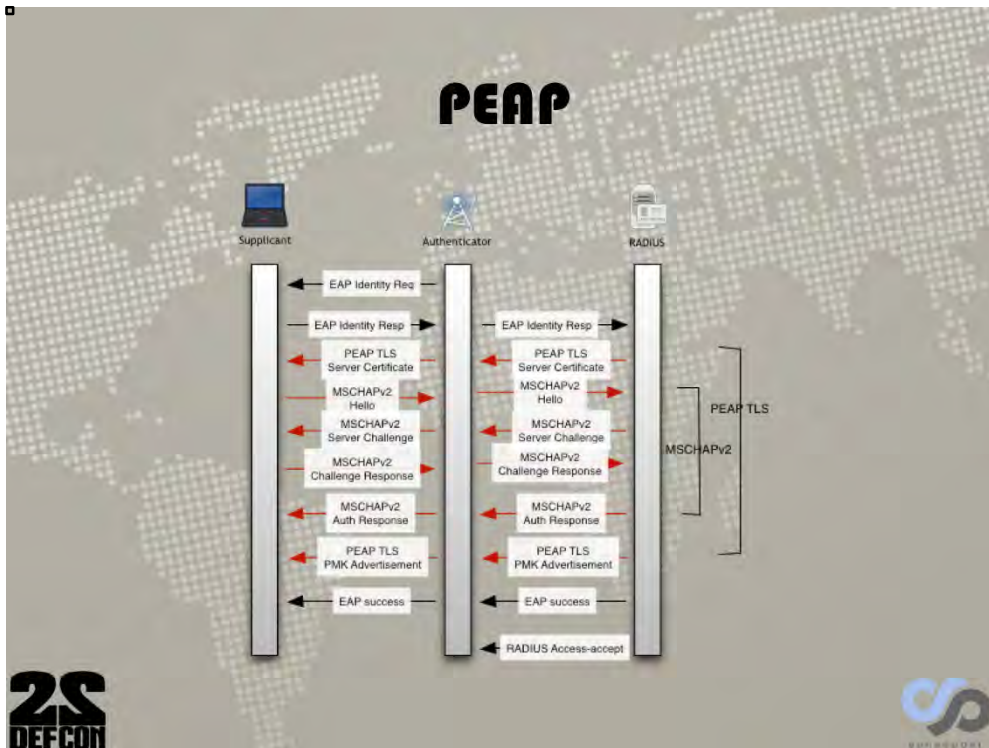 PEAP
Supplicant
Authenticator
RADIUS
EAP Identity Req
EAP Identity Resp
EAP Identity Resp
PEAP TLS
Server Certificate
PEAP TLS
Server Certificate
MSCHAPv2
Hello
MSCHAPv2
Hello
PEAP TLS
MSCHAPv2
Server Challenge
MSCHAPv2
Server Challenge
MSCHAPv2
MSCHAPv2
Challenge Response
MSCHAPv2
Challenge Response
MSCHAPv2
Auth Response
MSCHAPv2
Auth Response
PEAP TLS
PMK Advertisement
PEAP TLS
PMK Advertisement
EAP success
EAP success
RADIUS Access-accept
DEFCON